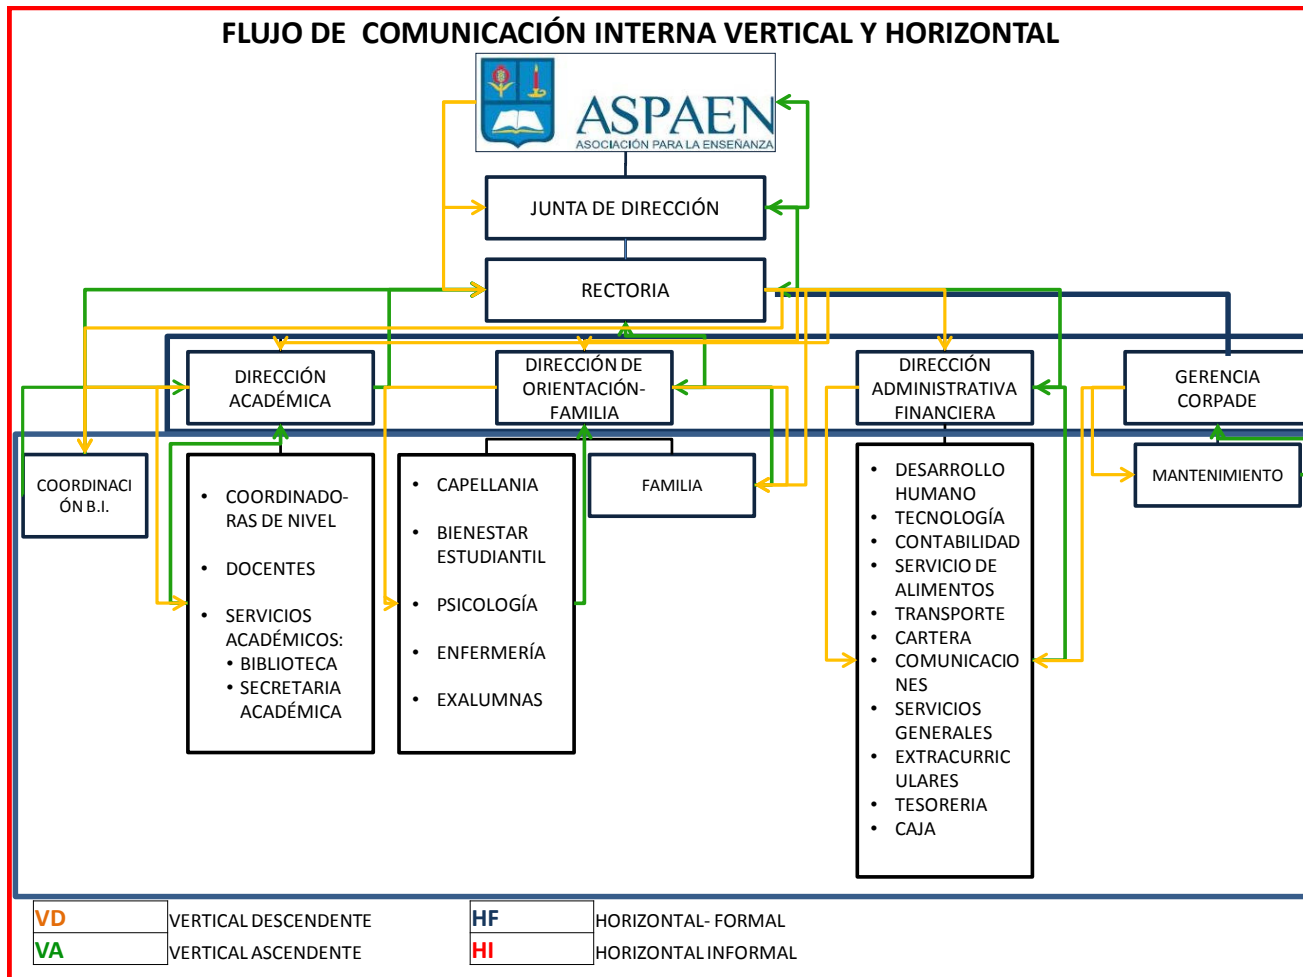 FLUJO DE COMUNICACIÓN INTERNA VERTICAL Y HORIZONTAL
ASPAEN
ASOCIACIÓN PARA LA ENSEÑANZA
JUNTA DE DIRECCIÓN
RECTORIA
DIRECCIÓN
ACADÉMICA
DIRECCIÓN DE
ORIENTACIÓN-
FAMILIA
DIRECCIÓN
ADMINISTRATIVA
FINANCIERA
GERENCIA
CORPADE
COORDINACI
ÓN B.I.
• COORDINADO-
RAS DE NIVEL
• DOCENTES
• SERVICIOS
ACADÉMICOS:
• BIBLIOTECA
• SECRETARIA
ACADÉMICA
• CAPELLANIA
• BIENESTAR
ESTUDIANTIL
• PSICOLOGÍA
• ENFERMERÍA
• EXALUMNAS
FAMILIA
• DESARROLLO
HUMANO
• TECNOLOGÍA
• CONTABILIDAD
• SERVICIO DE
ALIMENTOS
• TRANSPORTE
• CARTERA
• COMUNICACIO
NES
• SERVICIOS
GENERALES
• EXTRACURRIC
ULARES
• TESORERIA
• CAJA
MANTENIMIENTO
VD VERTICAL DESCENDENTE
VA VERTICAL ASCENDENTE
HF HORIZONTAL- FORMAL
HI HORIZONTAL INFORMAL